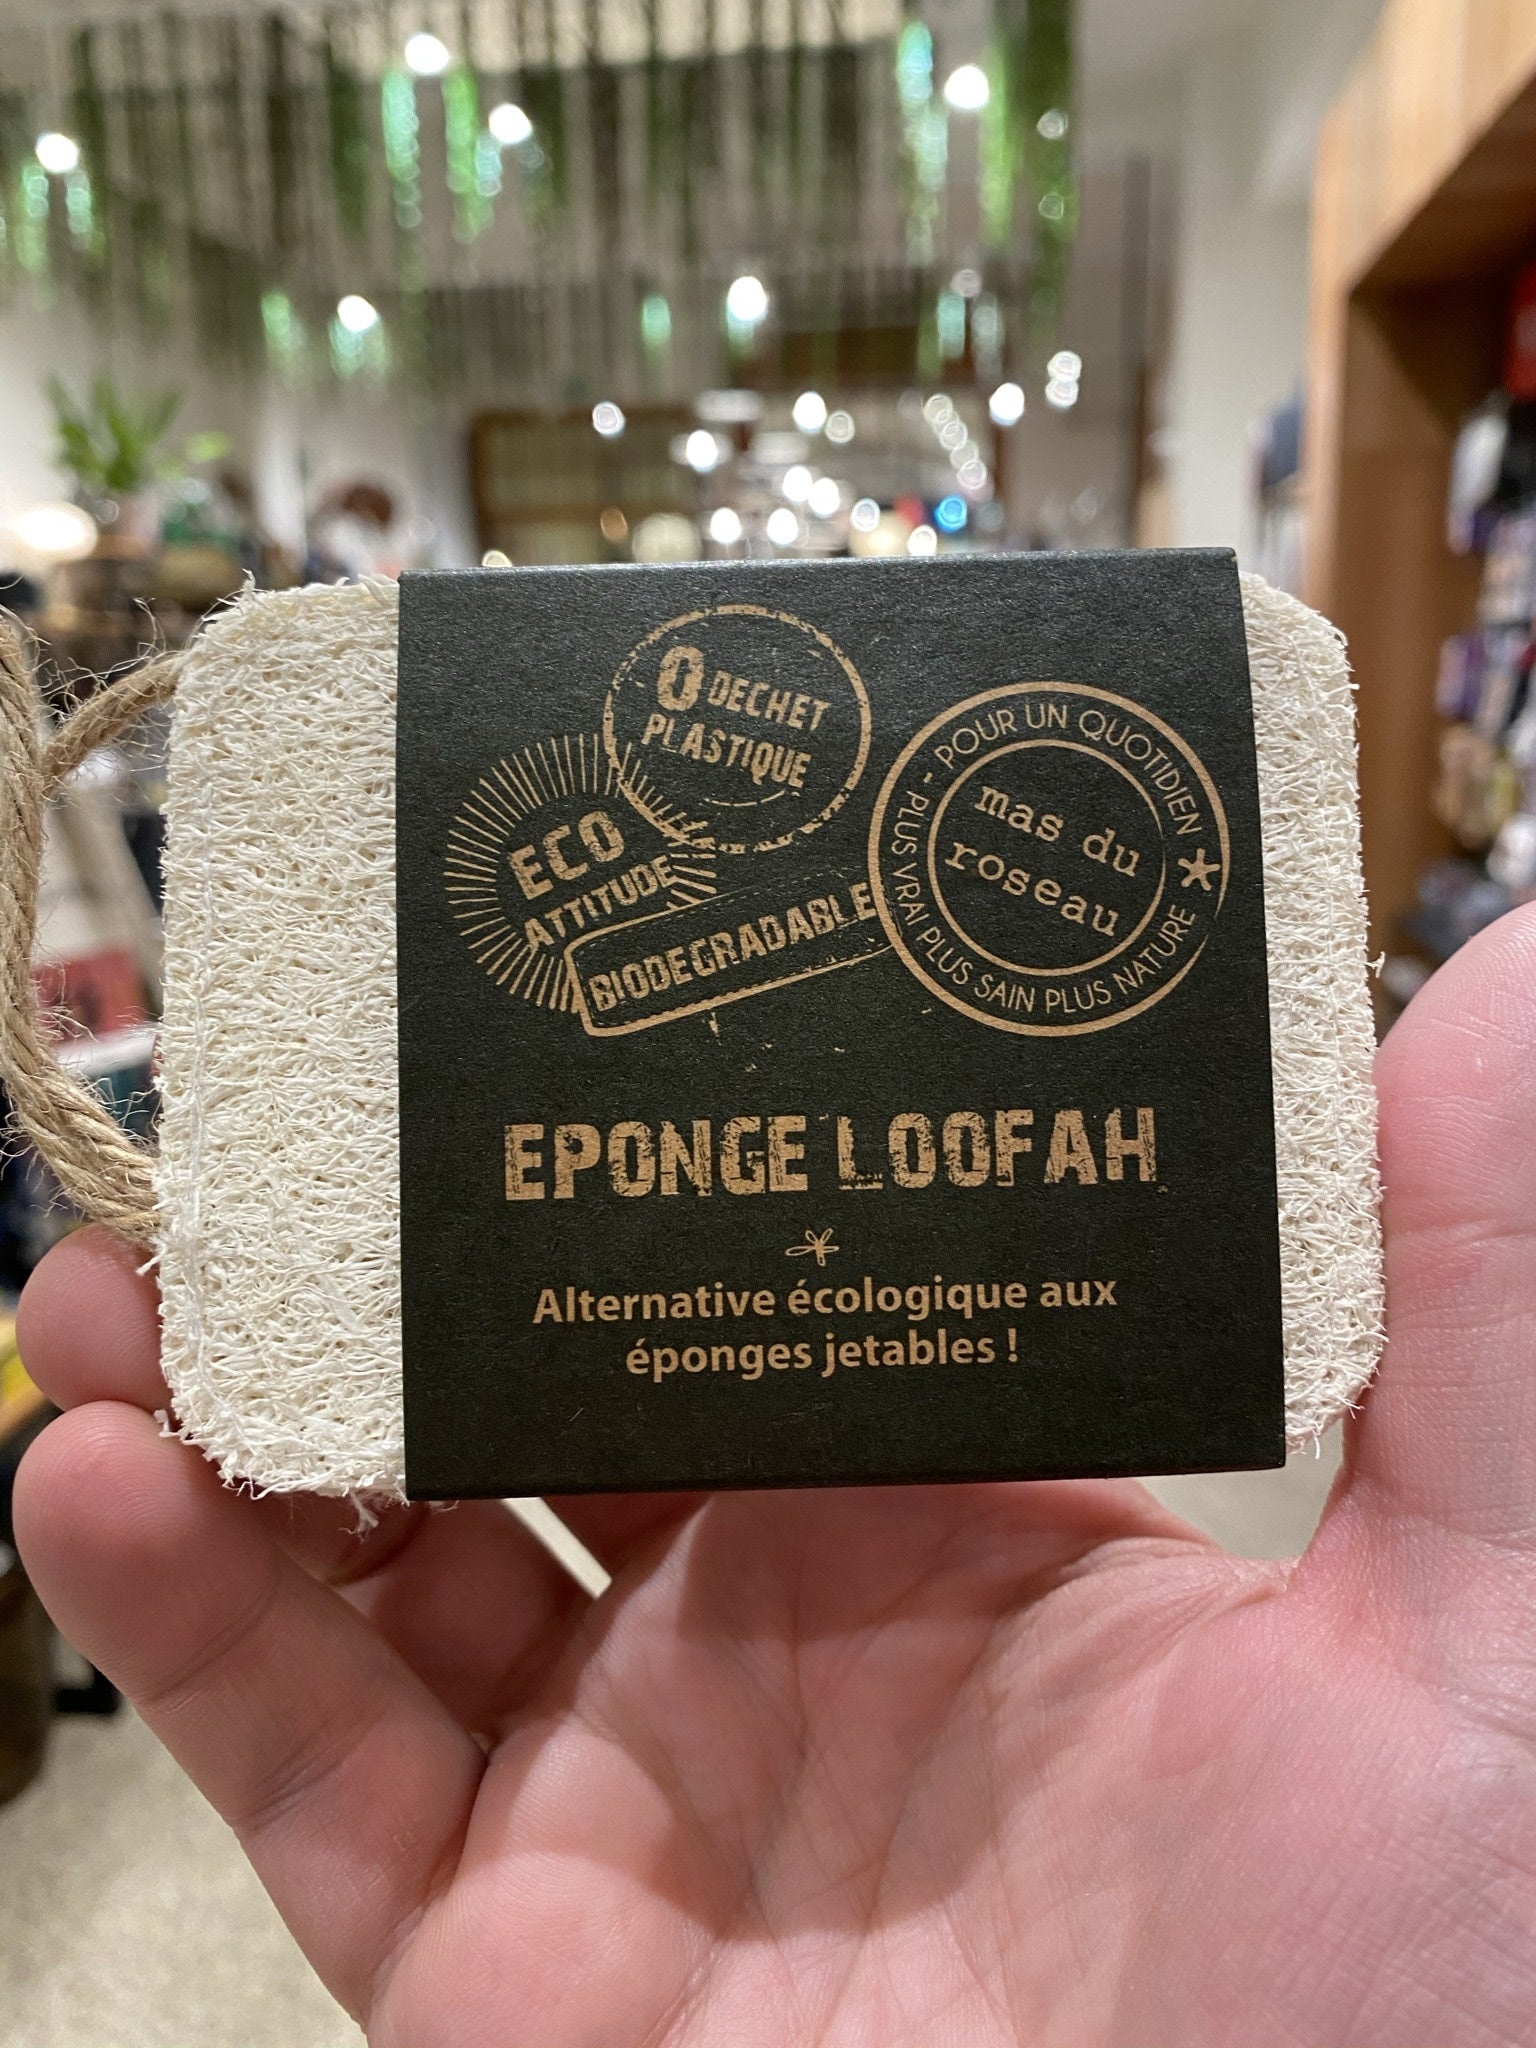 0 DECHET
PLASTIQUE
ECO
ATTITUDE
BIODEGRADABLE
- POUR UN QUOTIDIEN * PLUS VRAI PLUS SAIN PLUS NATURE
mas du
roseau
EPONGE LOOFAH
Alternative écologique aux
éponges jetables !